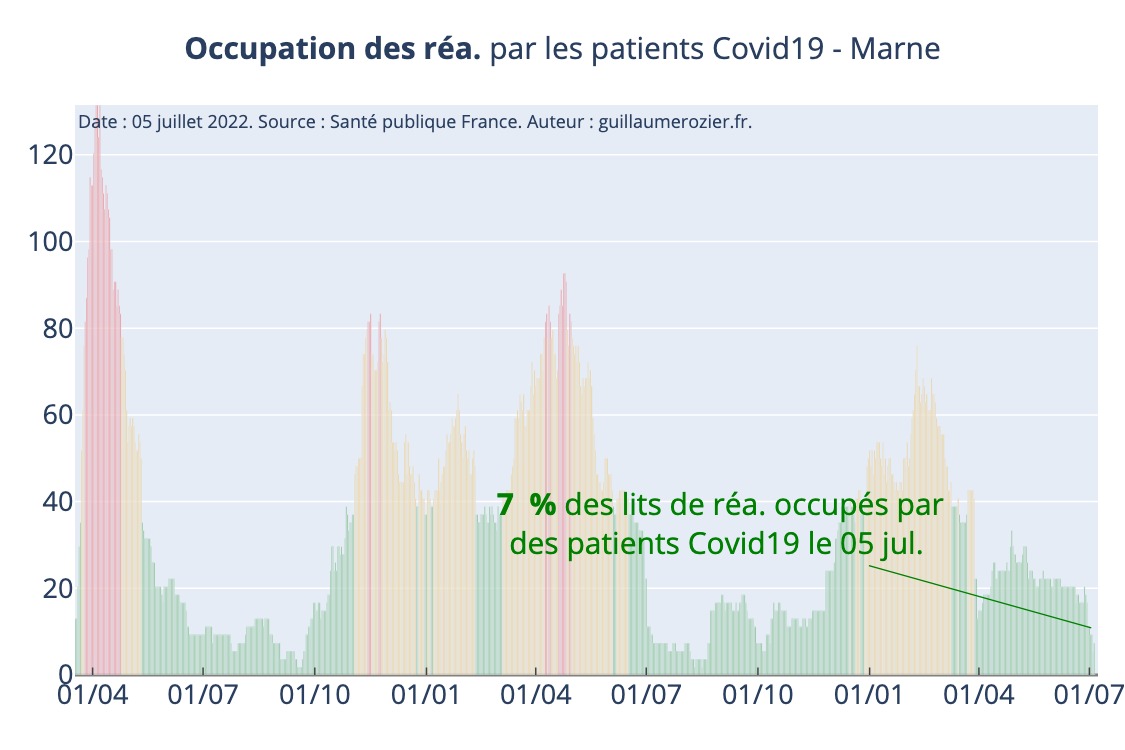 Occupation des réa. par les patients Covid19 - Marne
Date : 05 juillet 2022. Source : Santé publique France. Auteur : guillaumerozier.fr.
120
100
80
60
40
20
0
7 % des lits de réa. occupés par
des patients Covid19 le 05 jul.
01/04 01/07 01/10 01/01 01/04 01/07 01/10 01/01 01/04 01/07